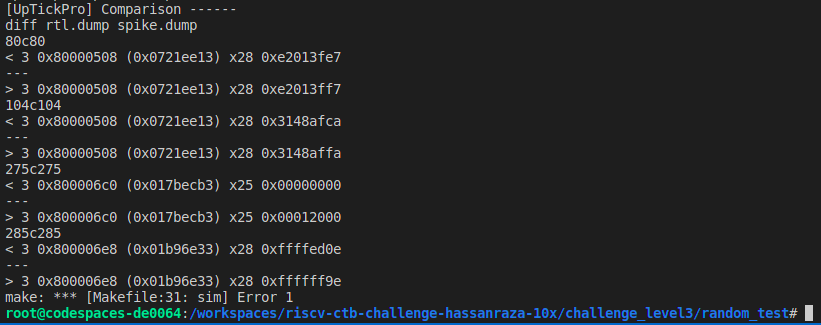 [UpTickPro] Comparison ------
diff rtl.dump spike.dump
80c80
< 3 0x80000508 (0x0721ee13) x28 0xe2013fe7
---
> 3 0x80000508 (0x0721ee13) x28 0xe2013ff7
104c104
< 3 0x80000508 (0x0721ee13) x28 0x3148afca
---
> 3 0x80000508 (0x0721ee13) x28 0x3148affa
275c275
< 3 0x800006c0 (0x017becb3) x25 0x00000000
---
> 3 0x800006c0 (0x017becb3) x25 0x00012000
285c285
< 3 0x800006e8 (0x01b96e33) x28 0xffffed0e
---
> 3 0x800006e8 (0x01b96e33) x28 0xffffff9e
make: *** [Makefile:31: sim] Error 1
root@codespaces-de0064:/workspaces/riscv-ctb-challenge-hassanraza-10x/challenge_level3/random_test#